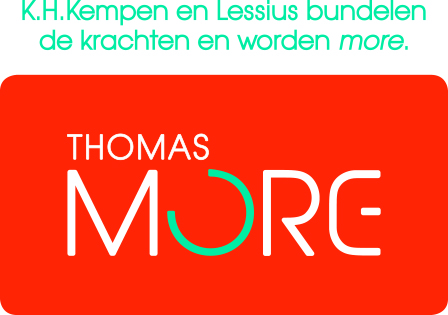 K.H.Kempen en Lessius bundelen
de krachten en worden more.
THOMAS
MORE